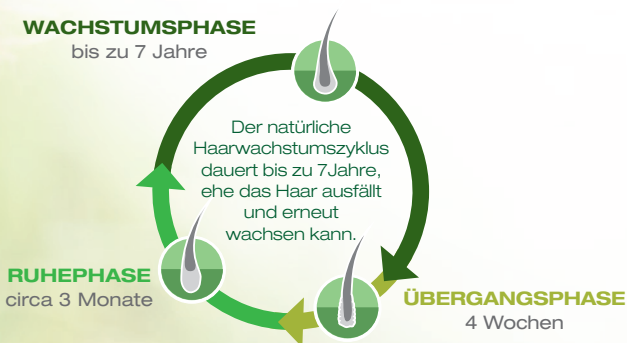 WACHSTUMSPHASE
bis zu 7 Jahre
Der natürliche
Haarwachstumszyklus
dauert bis zu 7Jahre,
ehe das Haar ausfällt
und erneut
wachsen kann.
RUHEPHASE
circa 3 Monate
ÜBERGANGSPHASE
4 Wochen